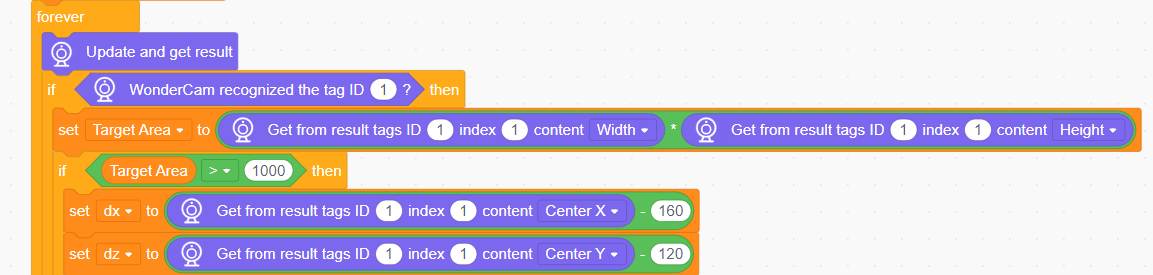 forever
Update and get result
if WonderCam recognized the tag ID 1 ? then
set Target Area to Get from result tags ID 1 index 1 content Width * Get from result tags ID 1 index 1 content Height
if Target Area > 1000 then
set dx to Get from result tags ID 1 index 1 content Center X - 160
set dz to Get from result tags ID 1 index 1 content Center Y - 120